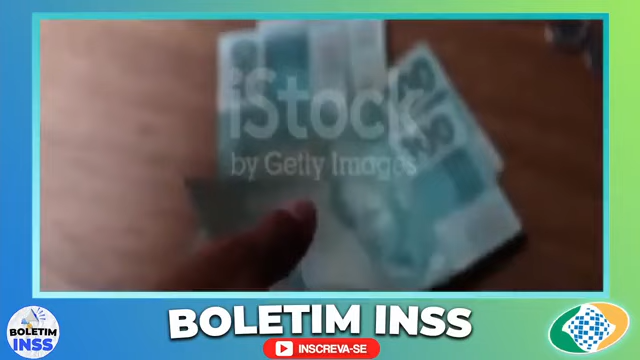 iStock
by Getty Images
BOLETIM INSS
INSCREVA-SE
BOLETIM
INSS